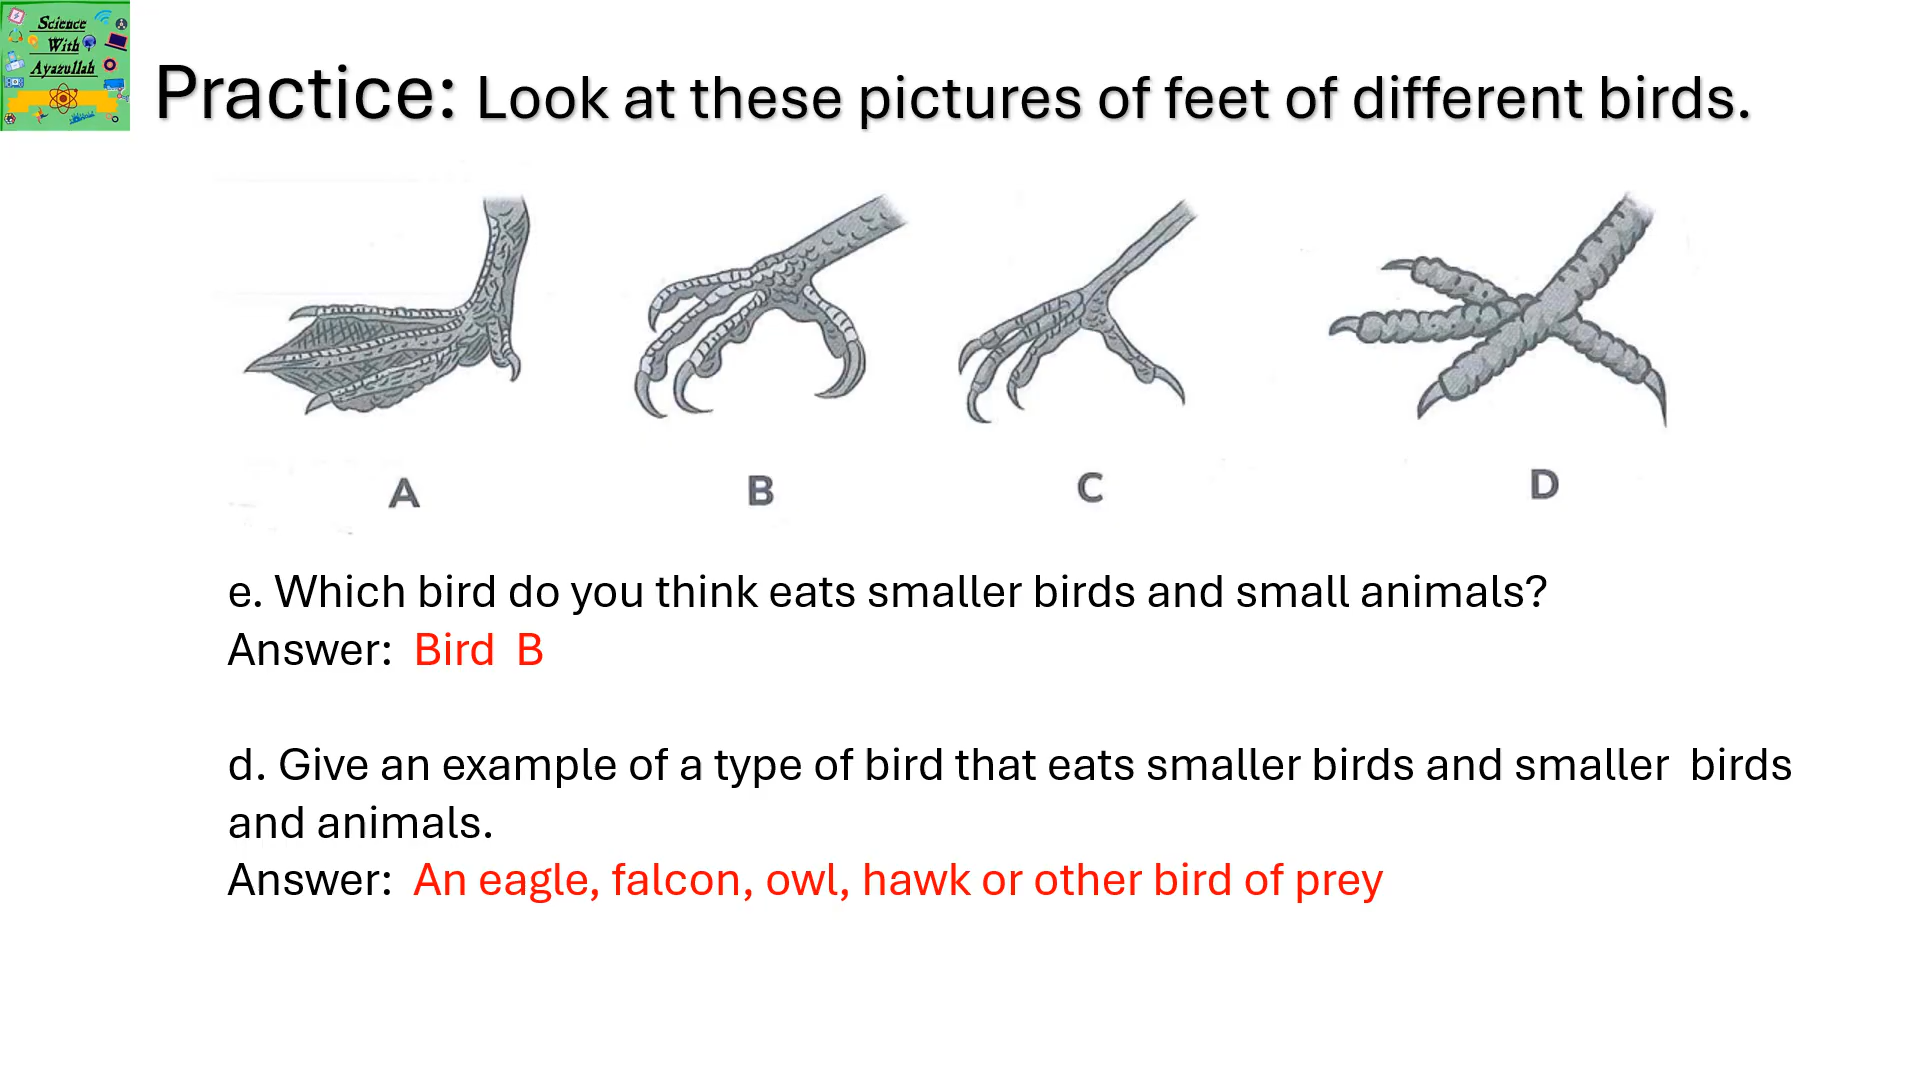 Science
With
Ayazullah
Practice: Look at these pictures of feet of different birds.
A B C D
e. Which bird do you think eats smaller birds and small animals?
Answer: Bird B
d. Give an example of a type of bird that eats smaller birds and smaller birds
and animals.
Answer: An eagle, falcon, owl, hawk or other bird of prey